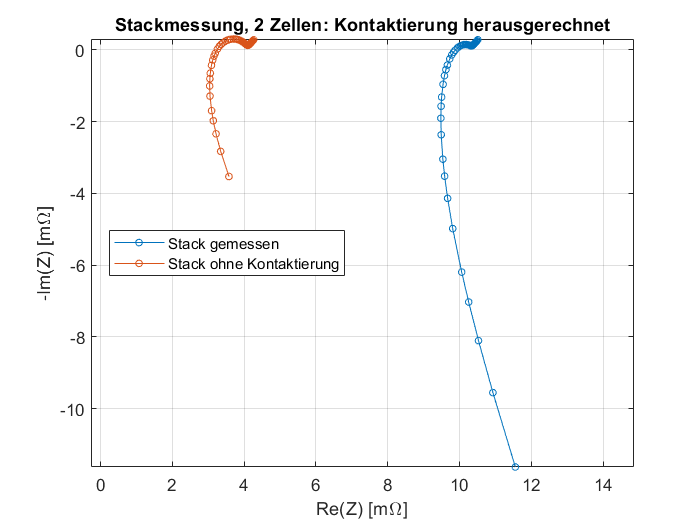 Stackmessung, 2 Zellen: Kontaktierung herausgerechnet
0
-2
-4
-6
-8
-10
-Im(Z) [mΩ]
Stack gemessen
Stack ohne Kontaktierung
0 2 4 6 8 10 12 14
Re(Z) [mΩ]